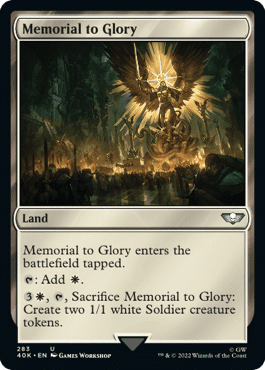 Memorial to Glory
Land
Memorial to Glory enters the
battlefield tapped.
: Add .
3, , Sacrifice Memorial to Glory:
Create two 1/1 white Soldier creature
tokens.
283 U
40K • EN Games Workshop
© GW
™ & © 2022 Wizards of the Coast